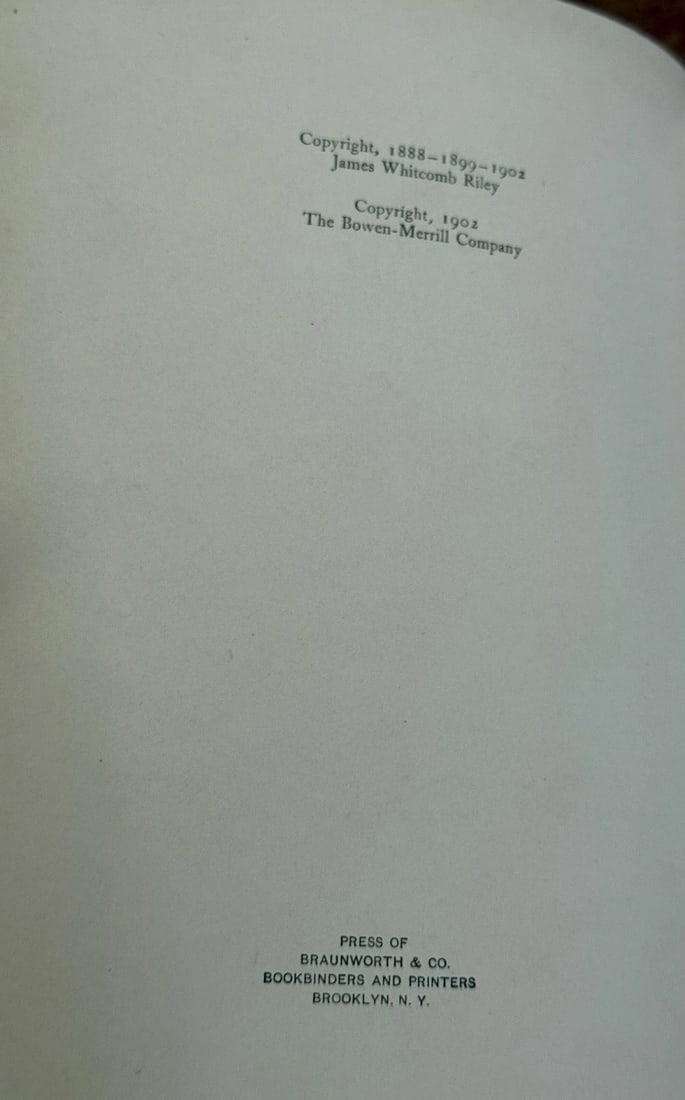 Copyright, 1888–1899–1902
James Whitcomb Riley
Copyright, 1902
The Bowen-Merrill Company
PRESS OF
BRAUNWORTH & CO.
BOOKBINDERS AND PRINTERS
BROOKLYN, N. Y.